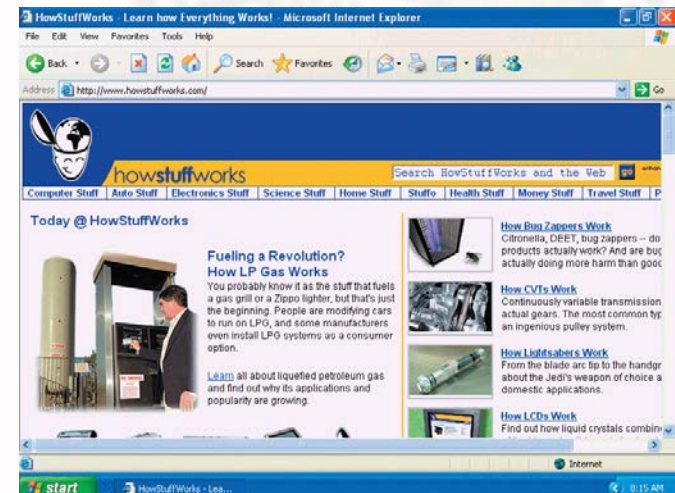 HowStuffWorks - Learn how Everything Works! - Microsoft Internet Explorer
File Edit View Favorites Tools Help
Back Search Favorites
Address http://www.howstuffworks.com/ Go
howstuffworks Search HowStuffWorks and the Web go
Computer Stuff Auto Stuff Electronics Stuff Science Stuff Home Stuff Stuffo Health Stuff Money Stuff Travel Stuff P
Today @ HowStuffWorks
Fueling a Revolution?
How LP Gas Works
You probably know it as the stuff that fuels
a gas grill or a Zippo lighter, but that's just
the beginning. People are modifying cars
to run on LPG, and some manufacturers
even install LPG systems as a consumer
option.
Learn all about liquefied petroleum gas
and find out why its applications and
popularity are growing.
How Bug Zappers Work
Citronella, DEET, bug zappers -- do
products actually work? And are bug
actually doing more harm than good
How CVTs Work
Continuously variable transmission
actual gears. The most common typ
an ingenious pulley system.
How Lightsabers Work
From the blade arc tip to the handgr
about the Jedi's weapon of choice a
domestic applications.
How LCDs Work
Find out how liquid crystals combin
Internet
start HowStuffWorks - Lea... 8:15 AM